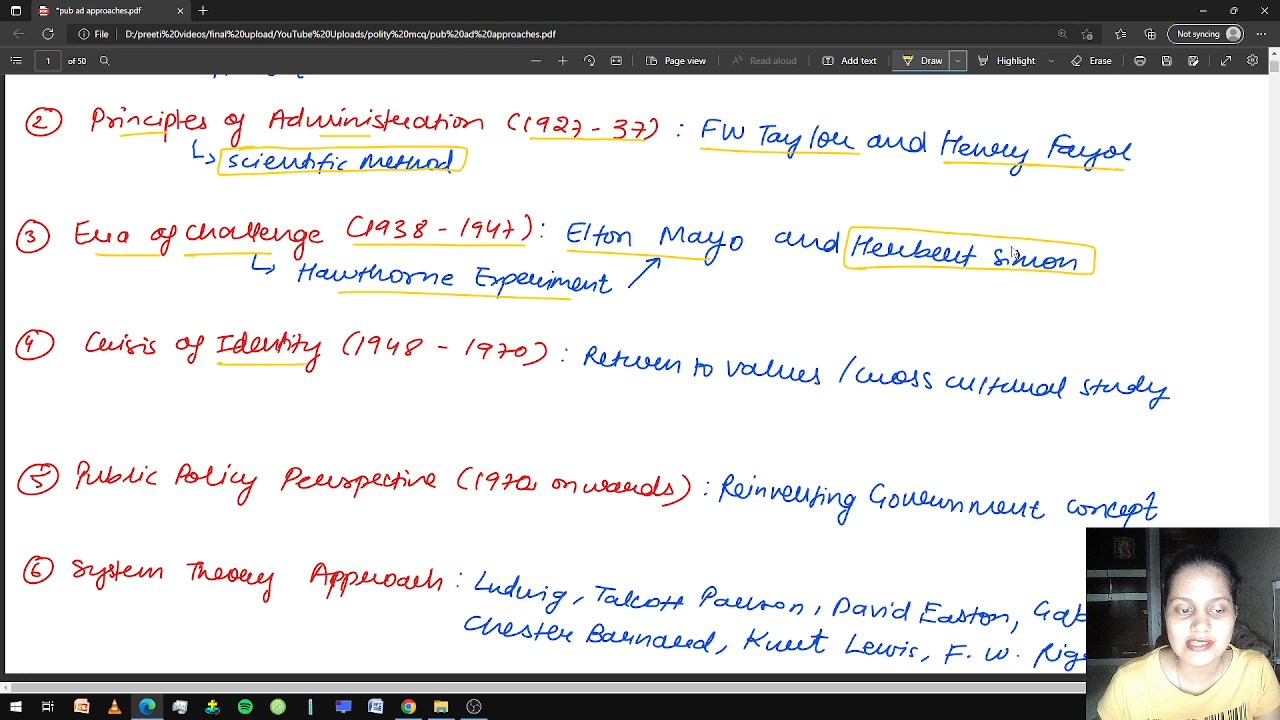 *pub ad approaches.pdf
File D:/preeti%20videos/final%20upload/YouTube%20Uploads/polity%20mcq/pub%20ad%20approaches.pdf
Not syncing
1 of 50
Page view
Read aloud
Add text
Draw
Highlight
Erase
② Principles of Administration (1927 - 37) : FW Taylor and Henry Fayol
↳ scientific method
③ Era of challenge (1938 - 1947) : Elton Mayo and Herbert Simon
↳ Hawthorne Experiment
④ Crisis of Identity (1948 - 1970) : Return to values / cross cultural study
⑤ Public Policy Perspective (1970 onwards) : Reinventing Government concept
⑥ System Theory Approach : Ludwig, Talcott Parson, David Easton, Gab
Chester Barnard, Kurt Lewis, F. W. Rigg